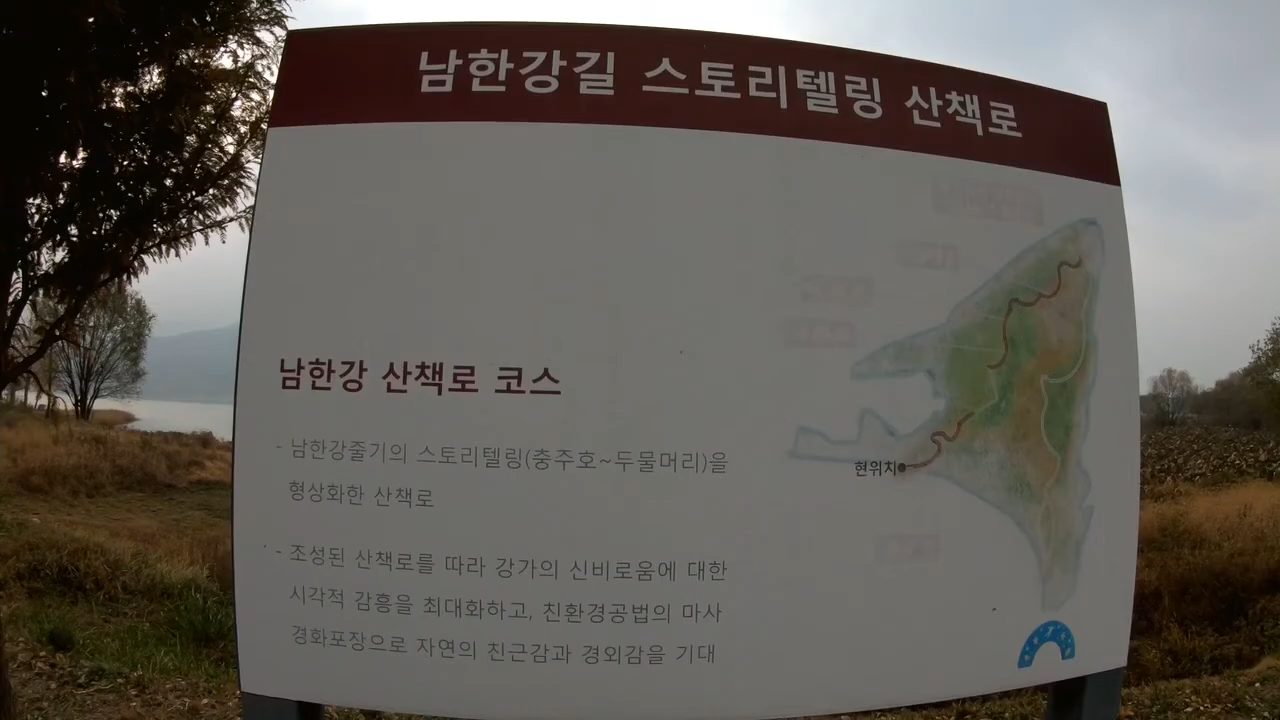 남한강길 스토리텔링 산책로
남한강 산책로 코스
- 남한강줄기의 스토리텔링(충주호~두물머리)을
형상화한 산책로
현위치
- 조성된 산책로를 따라 강가의 신비로움에 대한
시각적 감흥을 최대화하고, 친환경공법의 마사
경화포장으로 자연의 친근감과 경외감을 기대